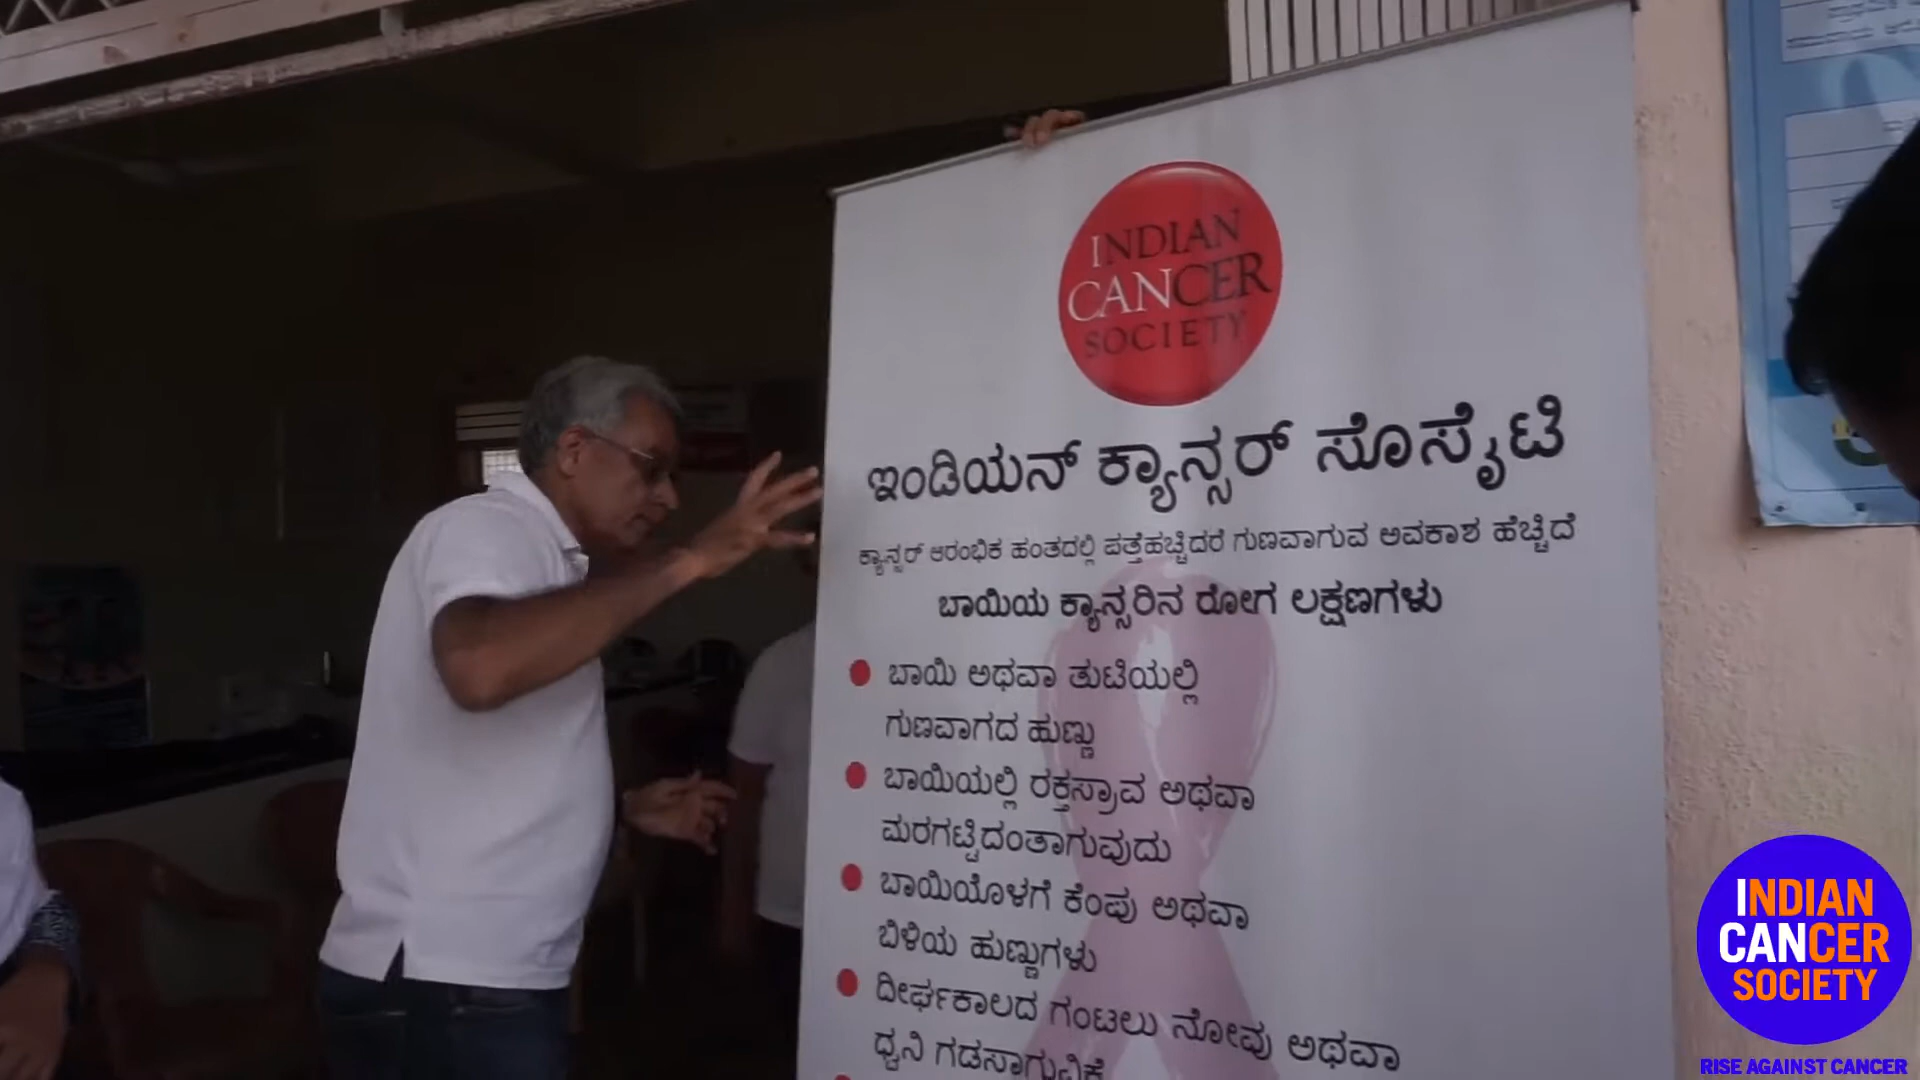 INDIAN
CANCER
SOCIETY
ಇಂಡಿಯನ್ ಕ್ಯಾನ್ಸರ್ ಸೊಸೈಟಿ
ಕ್ಯಾನ್ಸರ್ ಆರಂಭಿಕ ಹಂತದಲ್ಲಿ ಪತ್ತೆಹಚ್ಚಿದರೆ ಗುಣವಾಗುವ ಅವಕಾಶ ಹೆಚ್ಚಿದೆ
ಬಾಯಿಯ ಕ್ಯಾನ್ಸರಿನ ರೋಗ ಲಕ್ಷಣಗಳು
ಬಾಯಿ ಅಥವಾ ತುಟಿಯಲ್ಲಿ
ಗುಣವಾಗದ ಹುಣ್ಣು
ಬಾಯಿಯಲ್ಲಿ ರಕ್ತಸ್ರಾವ ಅಥವಾ
ಮರಗಟ್ಟಿದಂತಾಗುವುದು
ಬಾಯಿಯೊಳಗೆ ಕೆಂಪು ಅಥವಾ
ಬಿಳಿಯ ಹುಣ್ಣುಗಳು
ದೀರ್ಘಕಾಲದ ಗಂಟಲು ನೋವು ಅಥವಾ
ಧ್ವನಿ ಗಡಸಾಗುವಿಕೆ
INDIAN
CANCER
SOCIETY
RISE AGAINST CANCER